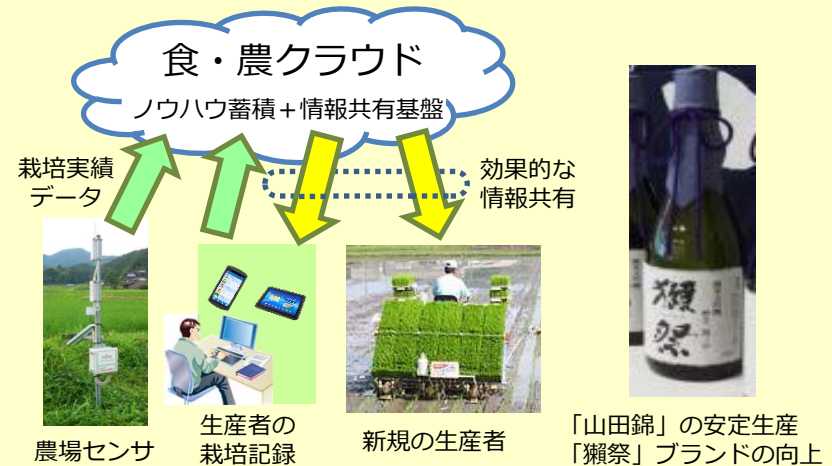 食・農クラウド
ノウハウ蓄積+情報共有基盤
栽培実績
データ
効果的な
情報共有
獺祭
農場センサ
生産者の
栽培記録
新規の生産者
「山田錦」の安定生産
「獺祭」ブランドの向上